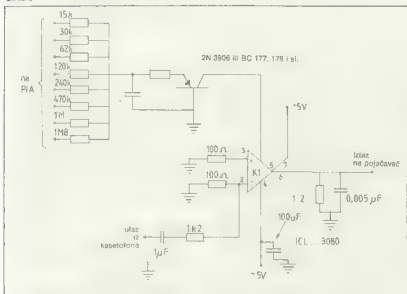 15k
30k
62k
120k
240k
470k
1M
1M8
na
PIA
2N 3906 ili BC 177, 178 i sl.
~5V
100Ω
100Ω
3
2
K1
5
7
4
6
Izlaz
na pojačavač
1 2
0,005 µF
ulaz
iz
kasetofona
1µF
1k2
100µF
ICL...3080
~5V